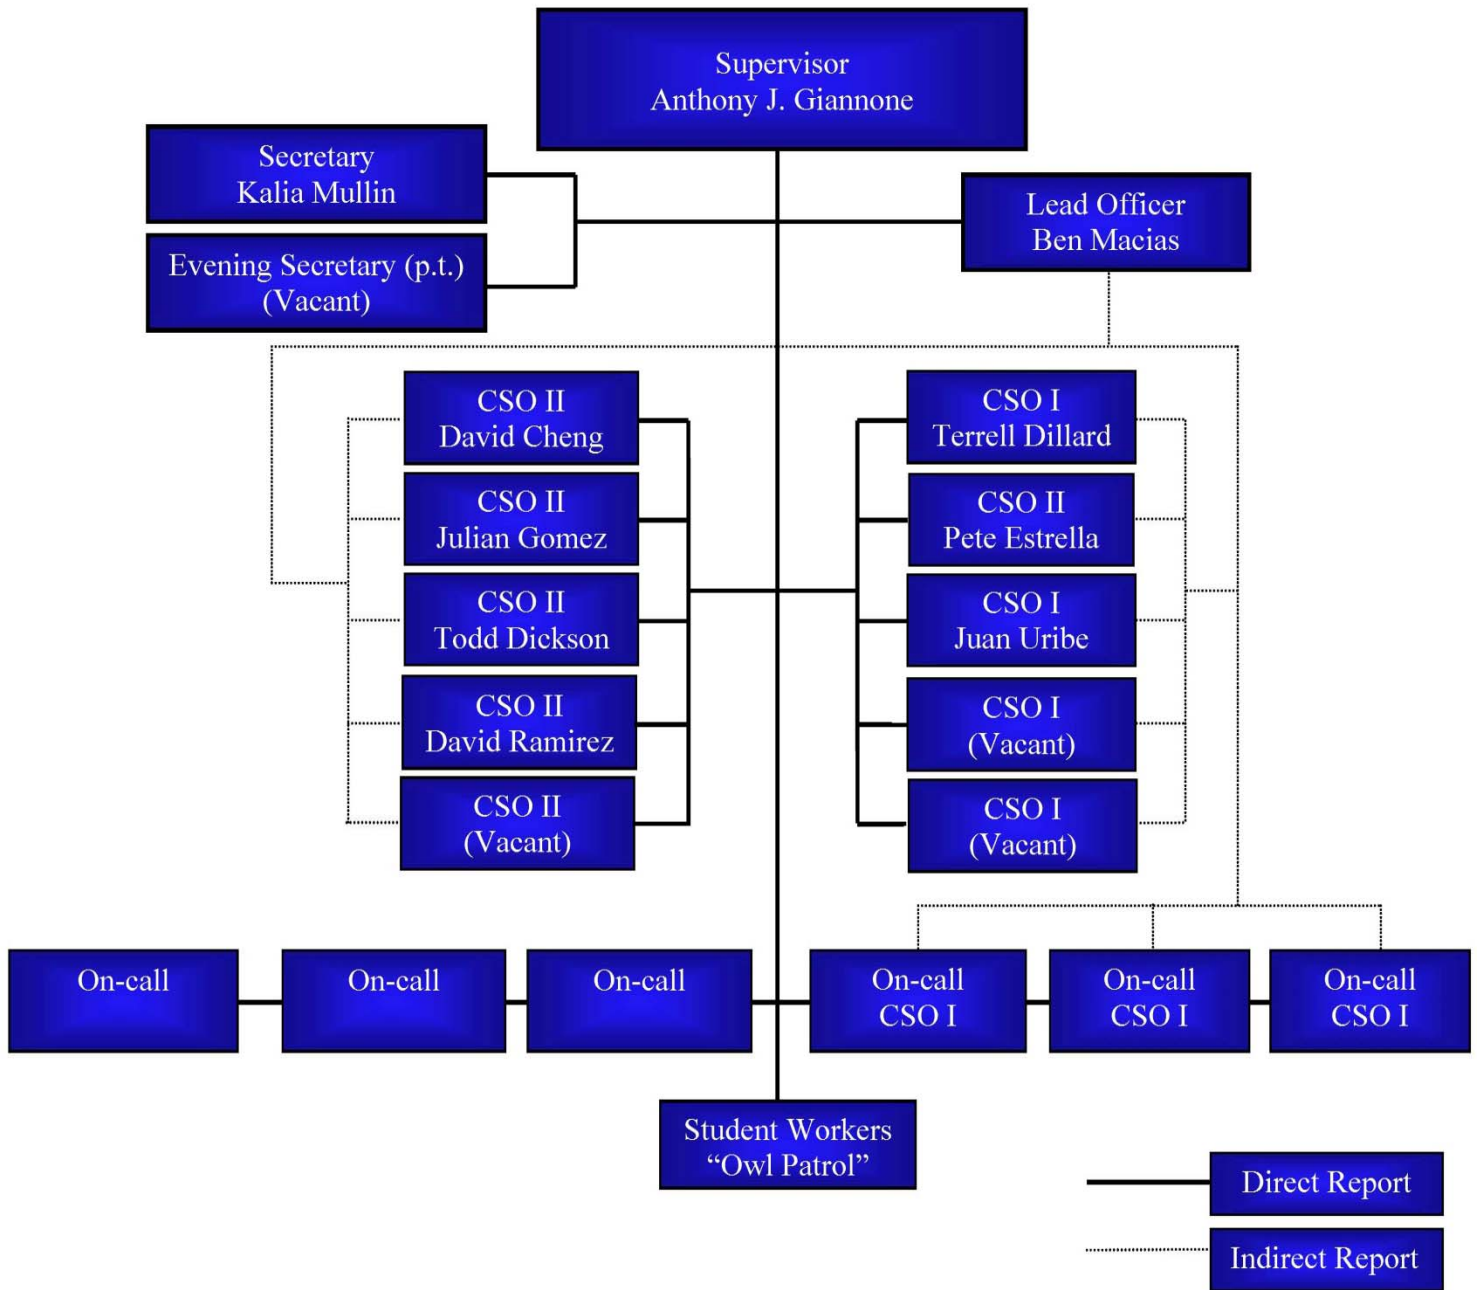 Supervisor
Anthony J. Giannone
Secretary
Kalia Mullin
Lead Officer
Ben Macias
Evening Secretary (p.t.)
(Vacant)
CSO II
David Cheng
CSO II
Julian Gomez
CSO II
Todd Dickson
CSO II
David Ramirez
CSO II
(Vacant)
CSO I
Terrell Dillard
CSO II
Pete Estrella
CSO I
Juan Uribe
CSO I
(Vacant)
CSO I
(Vacant)
On-call
On-call
On-call
On-call
CSO I
On-call
CSO I
On-call
CSO I
Student Workers
“Owl Patrol”
Direct Report
Indirect Report